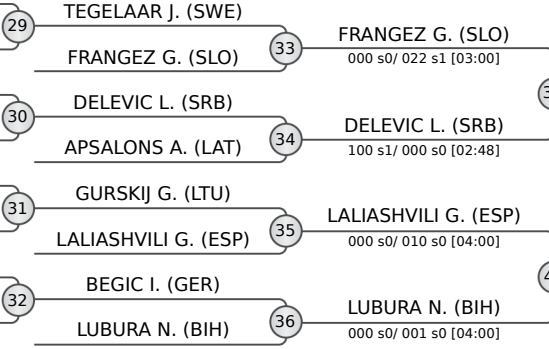 TEGELAAR J. (SWE)
29
FRANGEZ G. (SLO)
33
FRANGEZ G. (SLO)
000 s0/ 022 s1 [03:00]
DELEVIC L. (SRB)
30
APSALONS A. (LAT)
34
DELEVIC L. (SRB)
100 s1/ 000 s0 [02:48]
GURSKIJ G. (LTU)
31
LALIASHVILI G. (ESP)
35
LALIASHVILI G. (ESP)
000 s0/ 010 s0 [04:00]
BEGIC I. (GER)
32
LUBURA N. (BIH)
36
LUBURA N. (BIH)
000 s0/ 001 s0 [04:00]